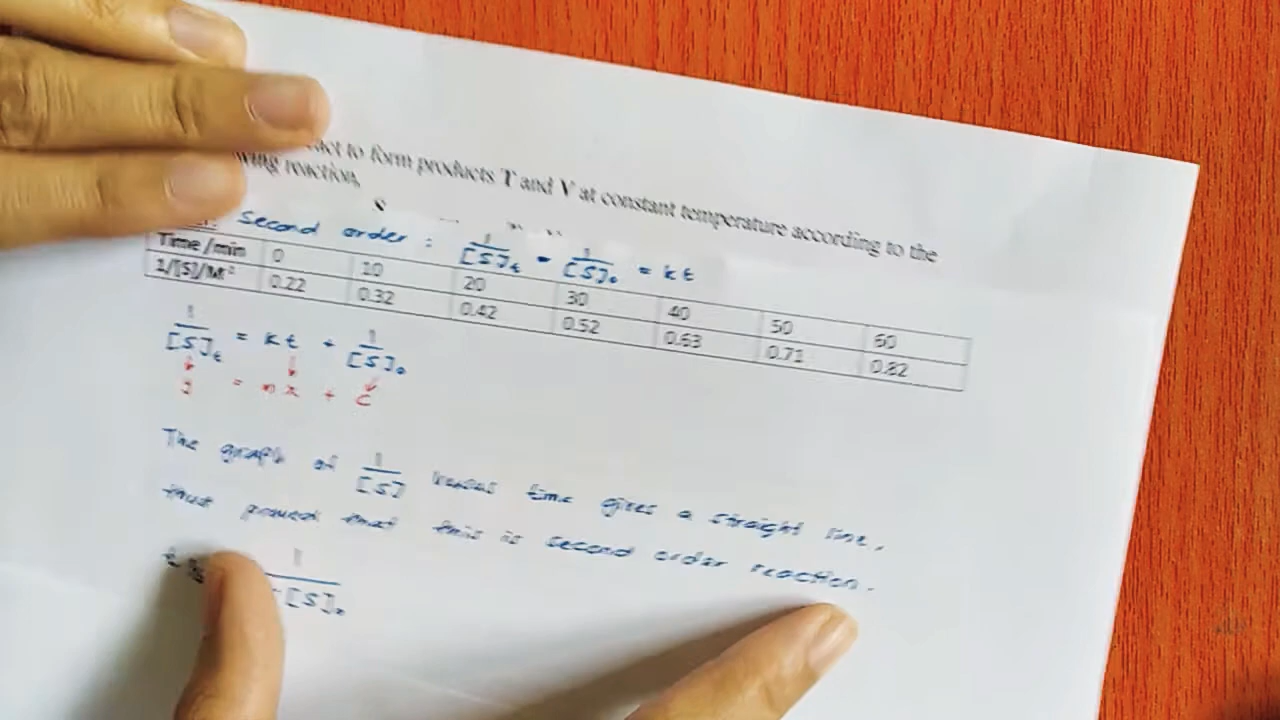 to form products T and V at constant temperature according to the
reaction,
S
Second order : 1/[S]t - 1/[S]o = kt
Time /min 0 10 20 30 40 50 60
1/[S]/M⁻¹ 0.22 0.32 0.42 0.52 0.63 0.71 0.82
1/[S]t = kt + 1/[S]o
y = mx + c
The graph of 1/[S] versus time gives a straight line,
thus proved that this is second order reaction.
1
[S]o